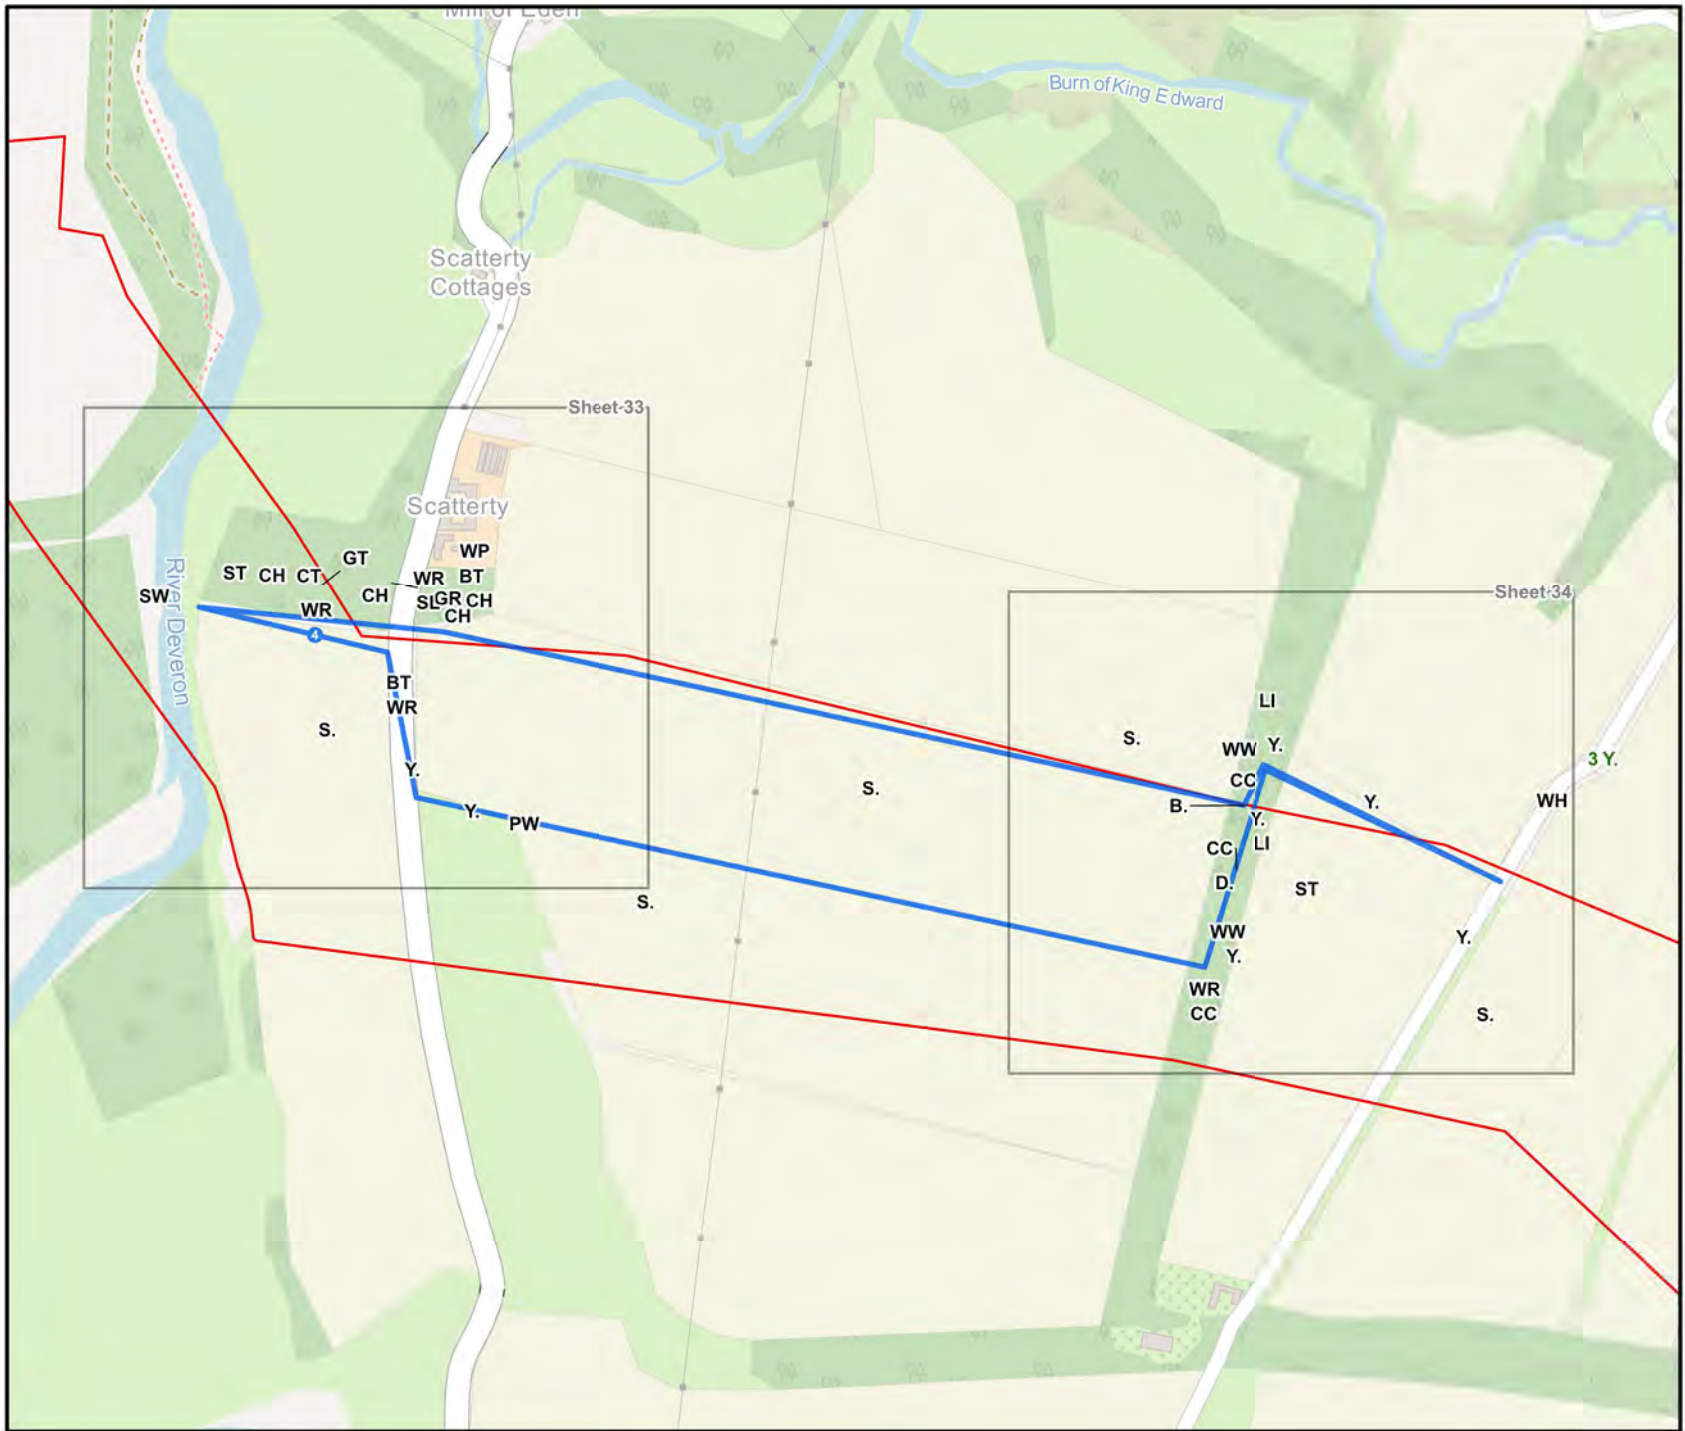 Mill of Eden
Burn of King Edward
Scatterty
Cottages
Sheet 33
Scatterty
WP
GT
ST CH CT
WR BT
SW
CH
SL GR CH
WR
CH
4
River Deveron
BT
WR
S.
Y.
Y.
PW
S.
S.
Sheet 34
LI
S.
WW Y.
3 Y.
CC
B.
Y.
WH
Y.
LI
CC
D.
ST
WW
Y.
Y.
WR
CC
S.